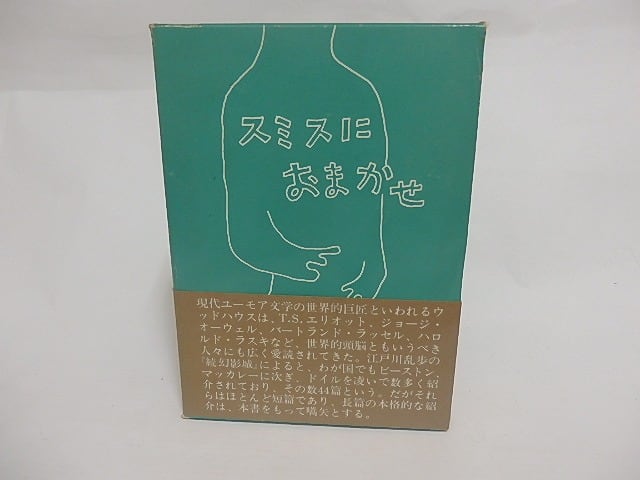 スミスに
おまかせ
現代ユーモア文学の世界的巨匠といわれるウ
ッドハウスは、T.S.エリオット、ジョージ・
オーウェル、バートランド・ラッセル、ハロ
ルド・ラスキなど、世界的頭脳ともいうべき
人々にも広く愛読されてきた。江戸川乱歩の
『続幻影城』によると、わが国でもビーストン、
マッカレーに次ぎ、ドイルを凌いで数多く紹
介されており、その数44篇という。だがそれ
らはほとんど短篇であり、長篇の本格的な紹
介は、本書をもって嚆矢とする。